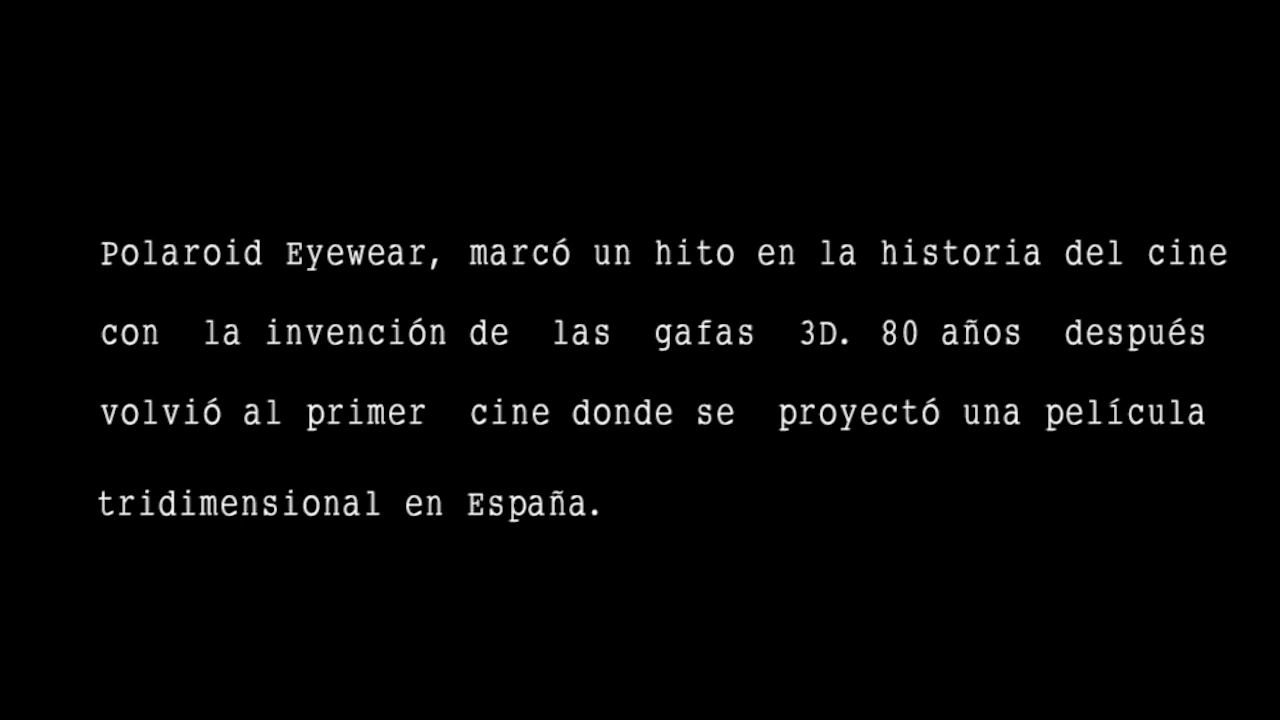 Polaroid Eyewear, marcó un hito en la historia del cine
con la invención de las gafas 3D. 80 años después
volvió al primer cine donde se proyectó una película
tridimensional en España.